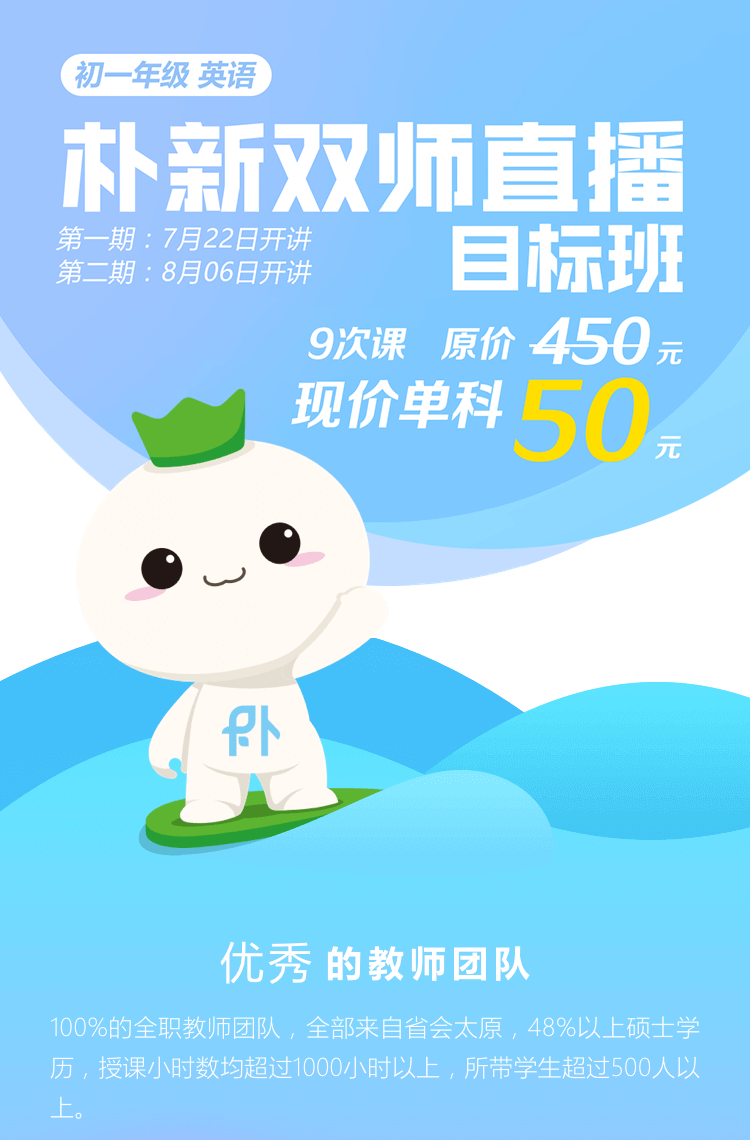 初一年级 英语
朴新双师直播
第一期：7月22日开讲
目标班
第二期：8月06日开讲
9次课 原价 450 元
现价单科 50 元
朴
优秀 的教师团队
100%的全职教师团队，全部来自省会太原，48%以上硕士学
历，授课小时数均超过1000小时以上，所带学生超过500人以
上。